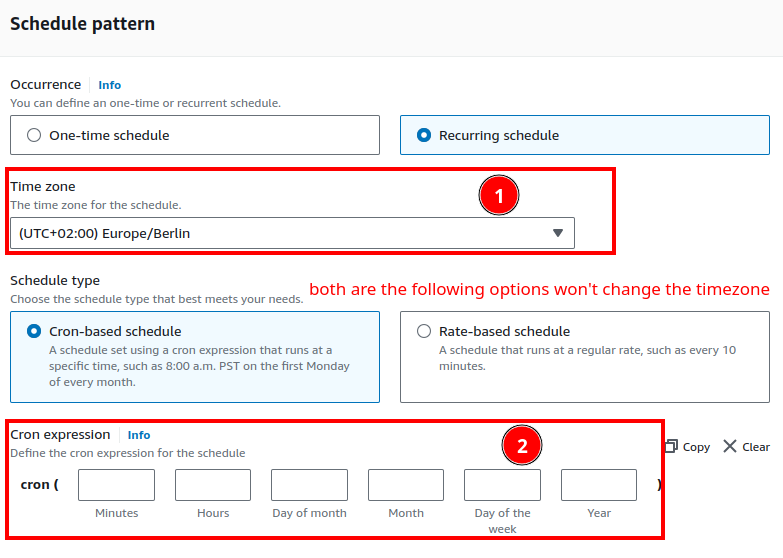 Schedule pattern
Occurrence Info
You can define an one-time or recurrent schedule.
One-time schedule
Recurring schedule
Time zone
1
The time zone for the schedule.
(UTC+02:00) Europe/Berlin
Schedule type
both are the following options won't change the timezone
Choose the schedule type that best meets your needs.
Cron-based schedule
A schedule set using a cron expression that runs at a
specific time, such as 8:00 a.m. PST on the first Monday
of every month.
Rate-based schedule
A schedule that runs at a regular rate, such as every 10
minutes.
Cron expression Info
2
Copy
Clear
Define the cron expression for the schedule
cron ( )
Minutes
Hours
Day of month
Month
Day of the
week
Year